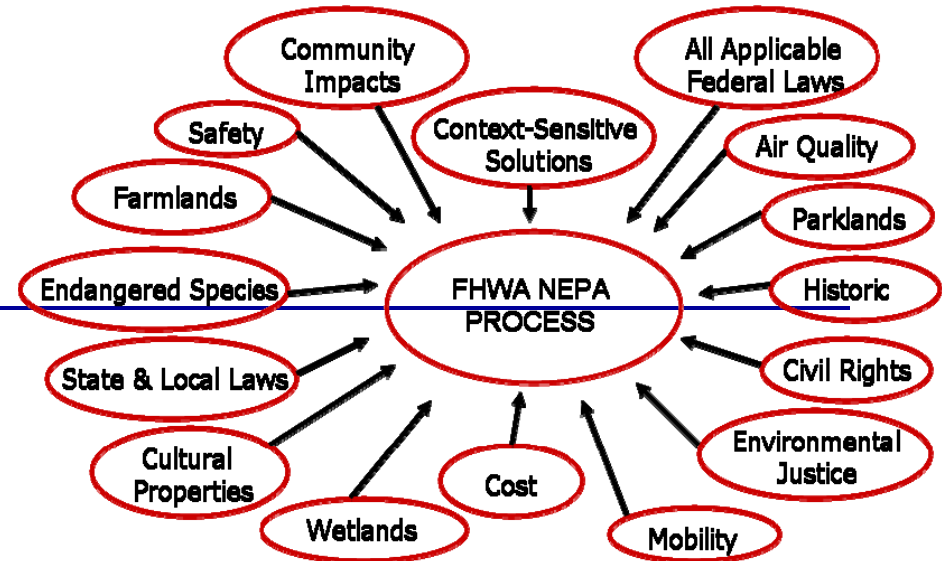 Community
Impacts
All Applicable
Federal Laws
Safety
Context-Sensitive
Solutions
Air Quality
Farmlands
Parklands
Endangered Species
FHWA NEPA
PROCESS
Historic
State & Local Laws
Civil Rights
Cultural
Properties
Environmental
Justice
Cost
Wetlands
Mobility